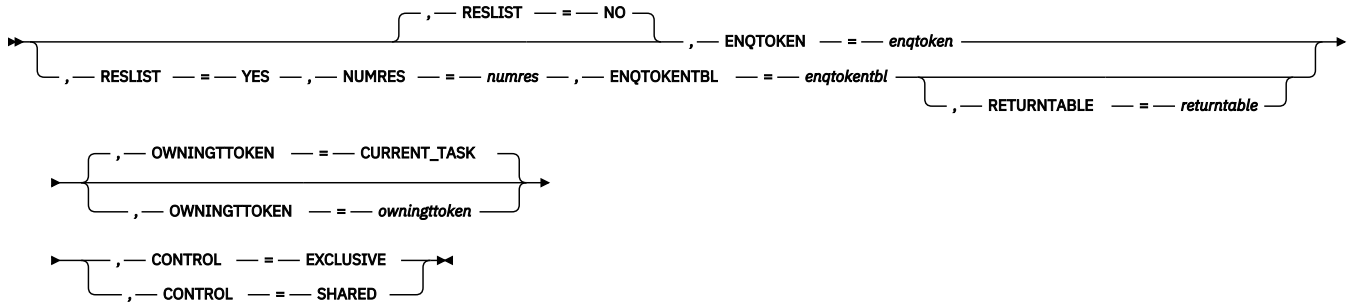 , RESLIST = NO
, ENQTOKEN = enqtoken
, RESLIST = YES , NUMRES = numres , ENQTOKENTBL = enqtokentbl
, RETURNTABLE = returntable
, OWNINGTTOKEN = CURRENT_TASK
, OWNINGTTOKEN = owningttoken
, CONTROL = EXCLUSIVE
, CONTROL = SHARED